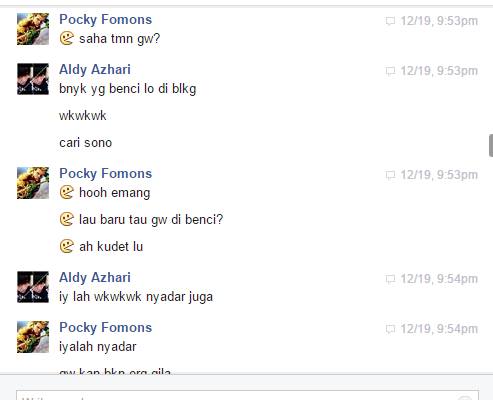 Pocky Fomons 12/19, 9:53pm
saha tmn gw?
Aldy Azhari 12/19, 9:53pm
bnyk yg benci lo di blkg
wkwkwk
cari sono
Pocky Fomons 12/19, 9:53pm
hooh emang
lau baru tau gw di benci?
ah kudet lu
Aldy Azhari 12/19, 9:54pm
iy lah wkwkwk nyadar juga
Pocky Fomons 12/19, 9:54pm
iyalah nyadar
gw kan bkn org gila